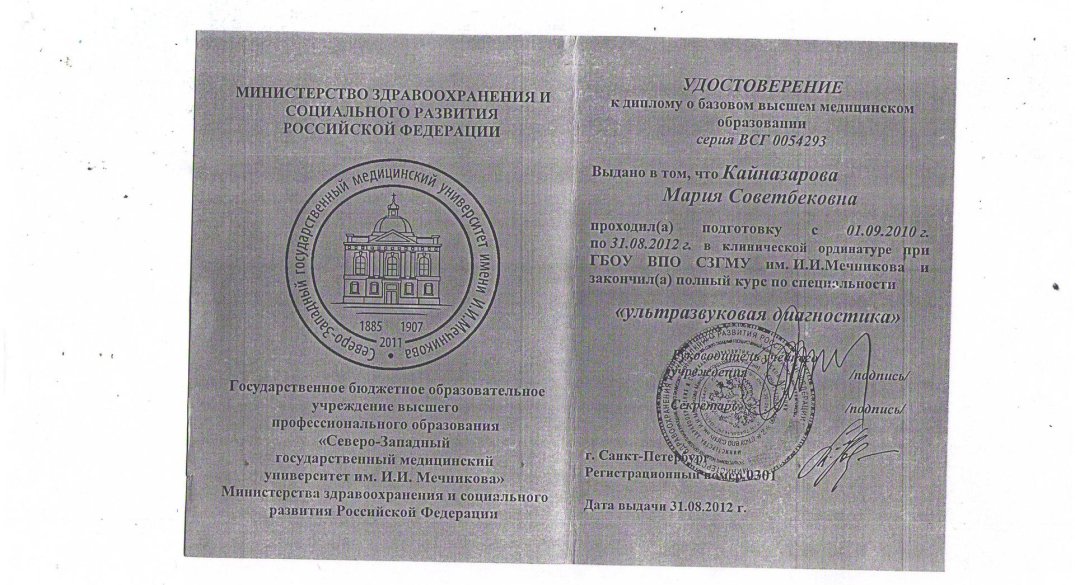 МИНИСТЕРСТВО ЗДРАВООХРАНЕНИЯ И
СОЦИАЛЬНОГО РАЗВИТИЯ
РОССИЙСКОЙ ФЕДЕРАЦИИ
Северо-Западный государственный медицинский университет имени И.И.Мечникова
1885 1907
2011
Государственное бюджетное образовательное
учреждение высшего
профессионального образования
«Северо-Западный
государственный медицинский
университет им. И.И. Мечникова»
Министерства здравоохранения и социального
развития Российской Федерации
УДОСТОВЕРЕНИЕ
к диплому о базовом высшем медицинском
образовании
серия ВСГ 0054293
Выдано в том, что Кайназарова
Мария Советбековна
проходил(а) подготовку с 01.09.2010 г.
по 31.08.2012 г. в клинической ординатуре при
ГБОУ ВПО СЗГМУ им. И.И.Мечникова и
закончил(а) полный курс по специальности
«ультразвуковая диагностика»
Руководитель учебного
учреждения /подпись/
Секретарь /подпись/
г. Санкт-Петербург
Регистрационный номер 0301
Дата выдачи 31.08.2012 г.